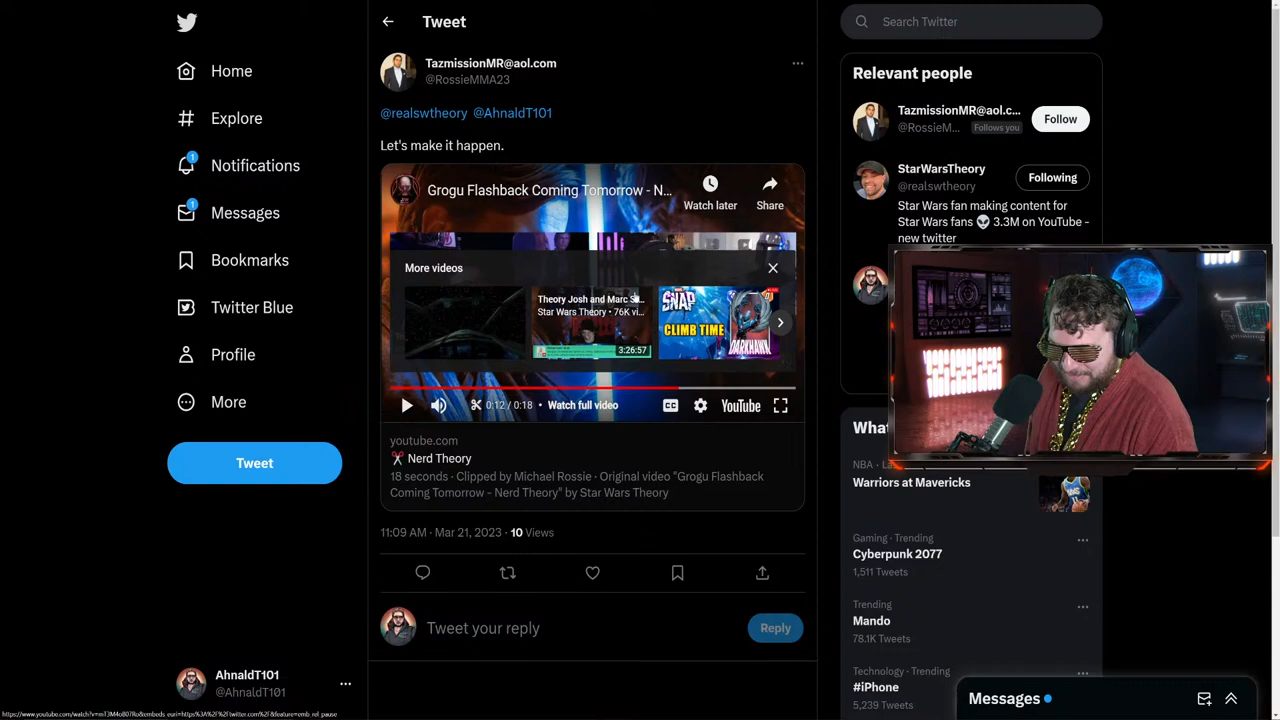 Home
Explore
1
Notifications
1
Messages
Bookmarks
Twitter Blue
Profile
More
Tweet
AhnaldT101
@AhnaldT101
Tweet
TazmissionMR@aol.com
@RossieMMA23
@realswtheory @AhnaldT101
Let's make it happen.
Grogu Flashback Coming Tomorrow - N...
Watch later
Share
More videos
Theory Josh and Marc S...
Star Wars Theory • 76K vi...
3:26:57
SNAP
CLIMB TIME
DARKHAWK
0:12 / 0:18 • Watch full video
CC
YouTube
youtube.com
Nerd Theory
18 seconds · Clipped by Michael Rossie · Original video "Grogu Flashback
Coming Tomorrow - Nerd Theory" by Star Wars Theory
11:09 AM · Mar 21, 2023 · 10 Views
Tweet your reply
Reply
Search Twitter
Relevant people
TazmissionMR@aol.c...
@RossieM...
Follows you
Follow
StarWarsTheory
@realswtheory
Following
Star Wars fan making content for
Star Wars fans 3.3M on YouTube -
new twitter
Warriors at Mavericks
Gaming · Trending
Cyberpunk 2077
1,511 Tweets
Trending
Mando
78.1K Tweets
Technology · Trending
#iPhone
5,239 Tweets
Messages